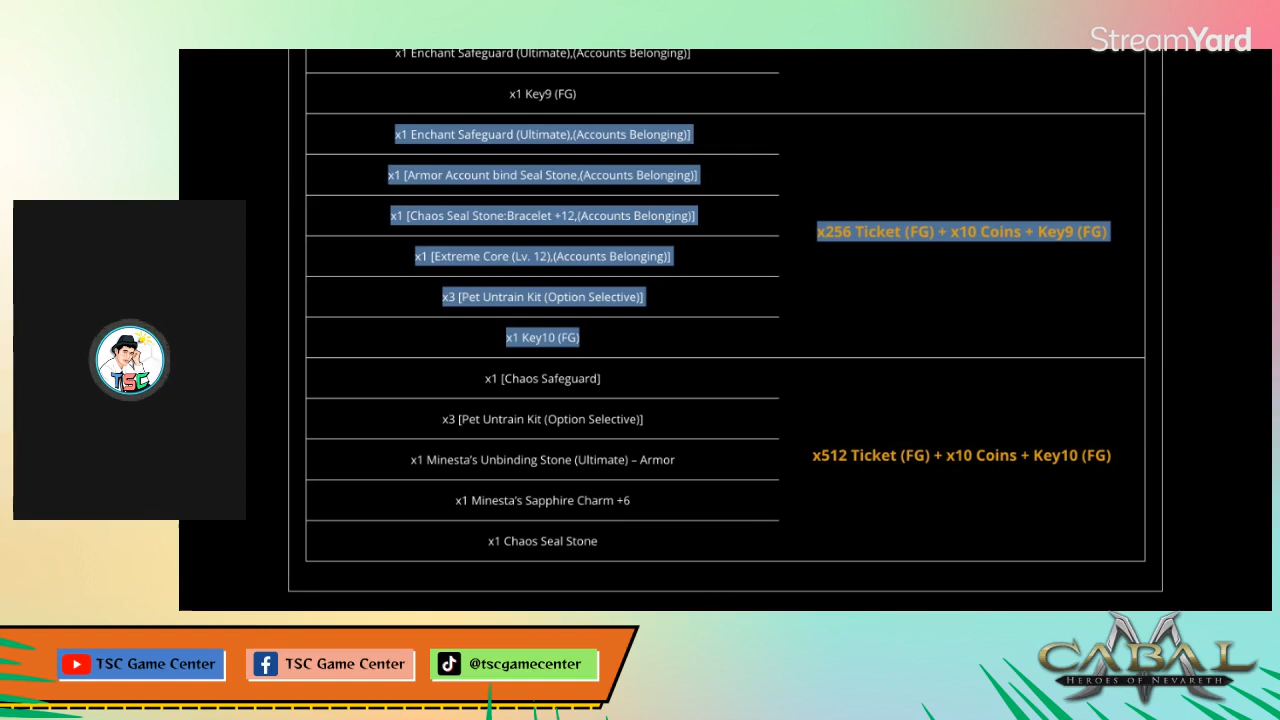 StreamYard
x1 Enchant Safeguard (Ultimate),(Accounts Belonging)]
x1 Key9 (FG)
x1 Enchant Safeguard (Ultimate),(Accounts Belonging)]
x1 [Armor Account bind Seal Stone,(Accounts Belonging)]
x1 [Chaos Seal Stone:Bracelet +12,(Accounts Belonging)]
x256 Ticket (FG) + x10 Coins + Key9 (FG)
x1 [Extreme Core (Lv. 12),(Accounts Belonging)]
x3 [Pet Untrain Kit (Option Selective)]
x1 Key10 (FG)
x1 [Chaos Safeguard]
x3 [Pet Untrain Kit (Option Selective)]
x1 Minesta's Unbinding Stone (Ultimate) – Armor
x512 Ticket (FG) + x10 Coins + Key10 (FG)
x1 Minesta's Sapphire Charm +6
x1 Chaos Seal Stone
TSC
TSC Game Center
TSC Game Center
@tscgamecenter
CABAL
HEROES OF NEVARETH